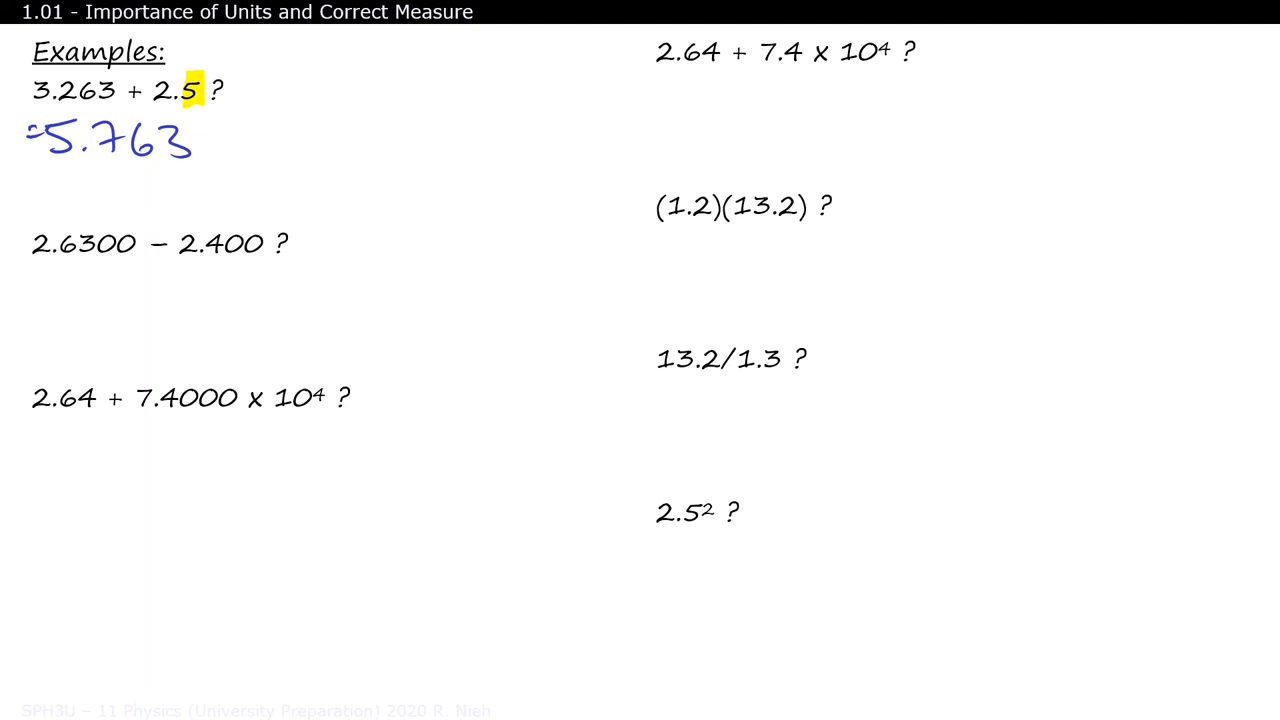 1.01 - Importance of Units and Correct Measure
Examples:
3.263 + 2.5 ?
=5.763
2.6300 – 2.400 ?
2.64 + 7.4000 x 10⁴ ?
2.64 + 7.4 x 10⁴ ?
(1.2)(13.2) ?
13.2/1.3 ?
2.5² ?
SPH3U – 11 Physics (University Preparation) 2020 R. Nieh